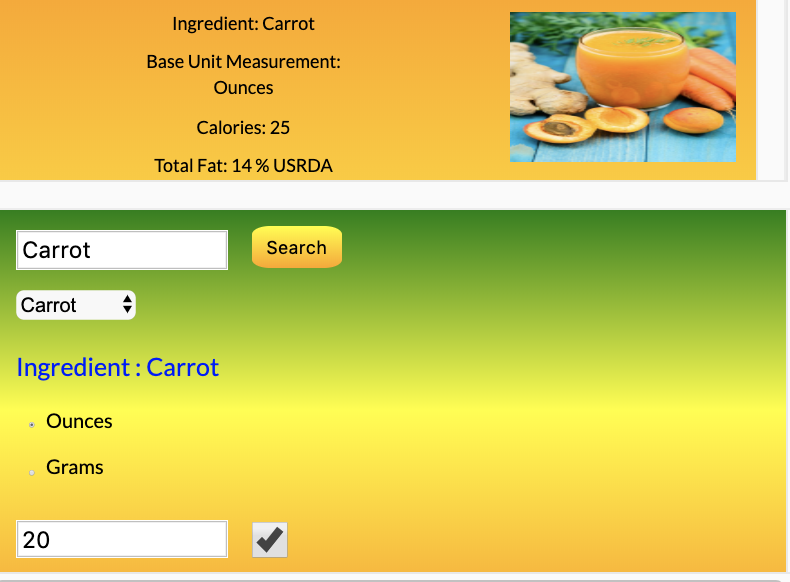 Ingredient: Carrot
Base Unit Measurement:
Ounces
Calories: 25
Total Fat: 14 % USRDA
Carrot
Search
Carrot
Ingredient : Carrot
Ounces
Grams
20